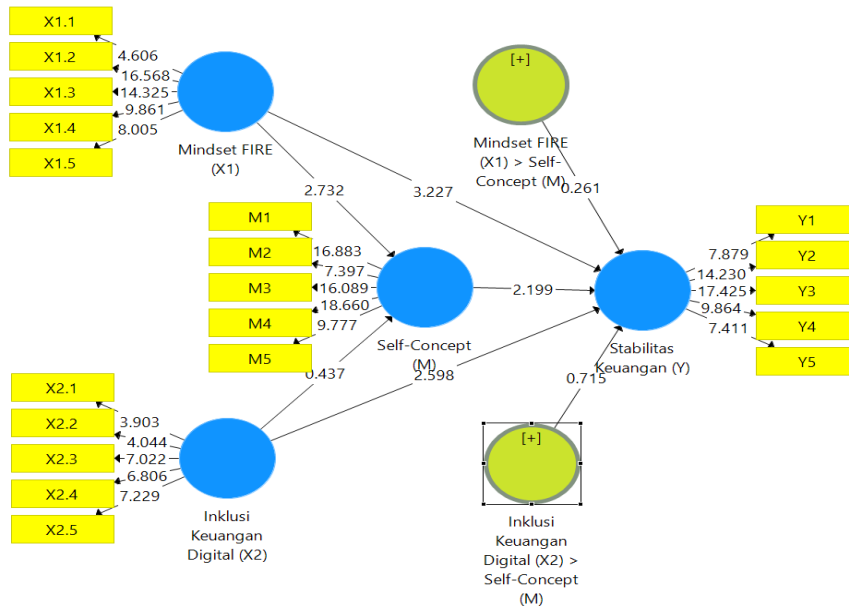 X1.1
X1.2
X1.3
X1.4
X1.5
4.606
16.568
14.325
9.861
8.005
Mindset FIRE
(X1)
[+]
Mindset FIRE
(X1) > Self-
Concept (M)
0.261
2.732
3.227
M1
M2
M3
M4
M5
16.883
7.397
16.089
18.660
9.777
Self-Concept
(M)
2.199
Y1
Y2
Y3
Y4
Y5
7.879
14.230
17.425
9.864
7.411
Stabilitas
Keuangan (Y)
0.437
2.598
0.715
X2.1
X2.2
X2.3
X2.4
X2.5
3.903
4.044
7.022
6.806
7.229
Inklusi
Keuangan
Digital (X2)
[+]
Inklusi
Keuangan
Digital (X2) >
Self-Concept
(M)